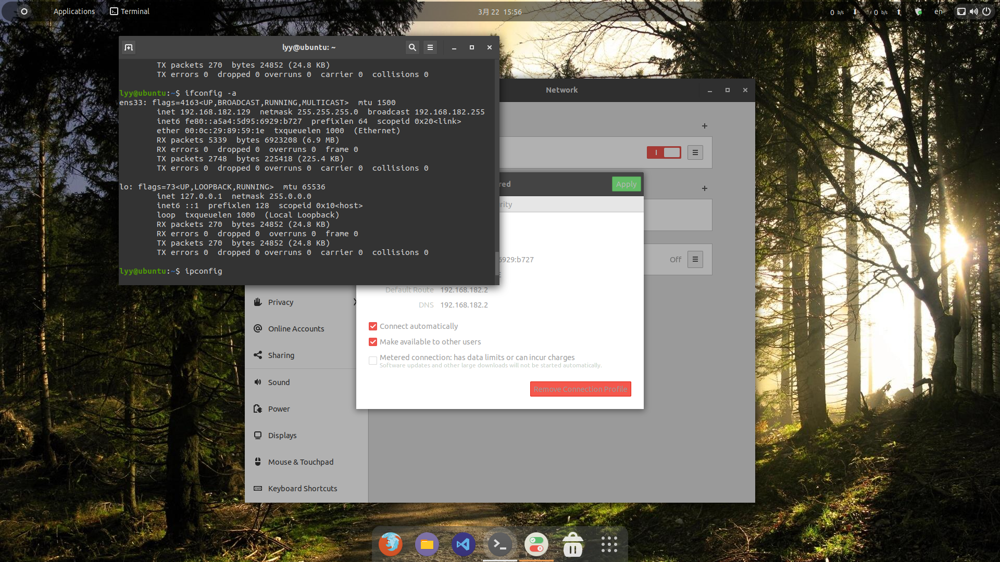 Applications
Terminal
3月 22 15:56
0 b/s
0 b/s
en
lyy@ubuntu: ~
TX packets 270 bytes 24852 (24.8 KB)
TX errors 0 dropped 0 overruns 0 carrier 0 collisions 0
lyy@ubuntu:~$ ifconfig -a
ens33: flags=4163<UP,BROADCAST,RUNNING,MULTICAST> mtu 1500
inet 192.168.182.129 netmask 255.255.255.0 broadcast 192.168.182.255
inet6 fe80::a5a4:5d95:6929:b727 prefixlen 64 scopeid 0x20<link>
ether 00:0c:29:89:59:1e txqueuelen 1000 (Ethernet)
RX packets 5339 bytes 6923208 (6.9 MB)
RX errors 0 dropped 0 overruns 0 frame 0
TX packets 2748 bytes 225418 (225.4 KB)
TX errors 0 dropped 0 overruns 0 carrier 0 collisions 0
lo: flags=73<UP,LOOPBACK,RUNNING> mtu 65536
inet 127.0.0.1 netmask 255.0.0.0
inet6 ::1 prefixlen 128 scopeid 0x10<host>
loop txqueuelen 1000 (Local Loopback)
RX packets 270 bytes 24852 (24.8 KB)
RX errors 0 dropped 0 overruns 0 frame 0
TX packets 270 bytes 24852 (24.8 KB)
TX errors 0 dropped 0 overruns 0 carrier 0 collisions 0
lyy@ubuntu:~$ ipconfig
Network
red
Apply
rity
6929:b727
Off
Default Route 192.168.182.2
DNS 192.168.182.2
Connect automatically
Make available to other users
Metered connection: has data limits or can incur charges
Software updates and other large downloads will not be started automatically.
Remove Connection Profile
Privacy
Online Accounts
Sharing
Sound
Power
Displays
Mouse & Touchpad
Keyboard Shortcuts